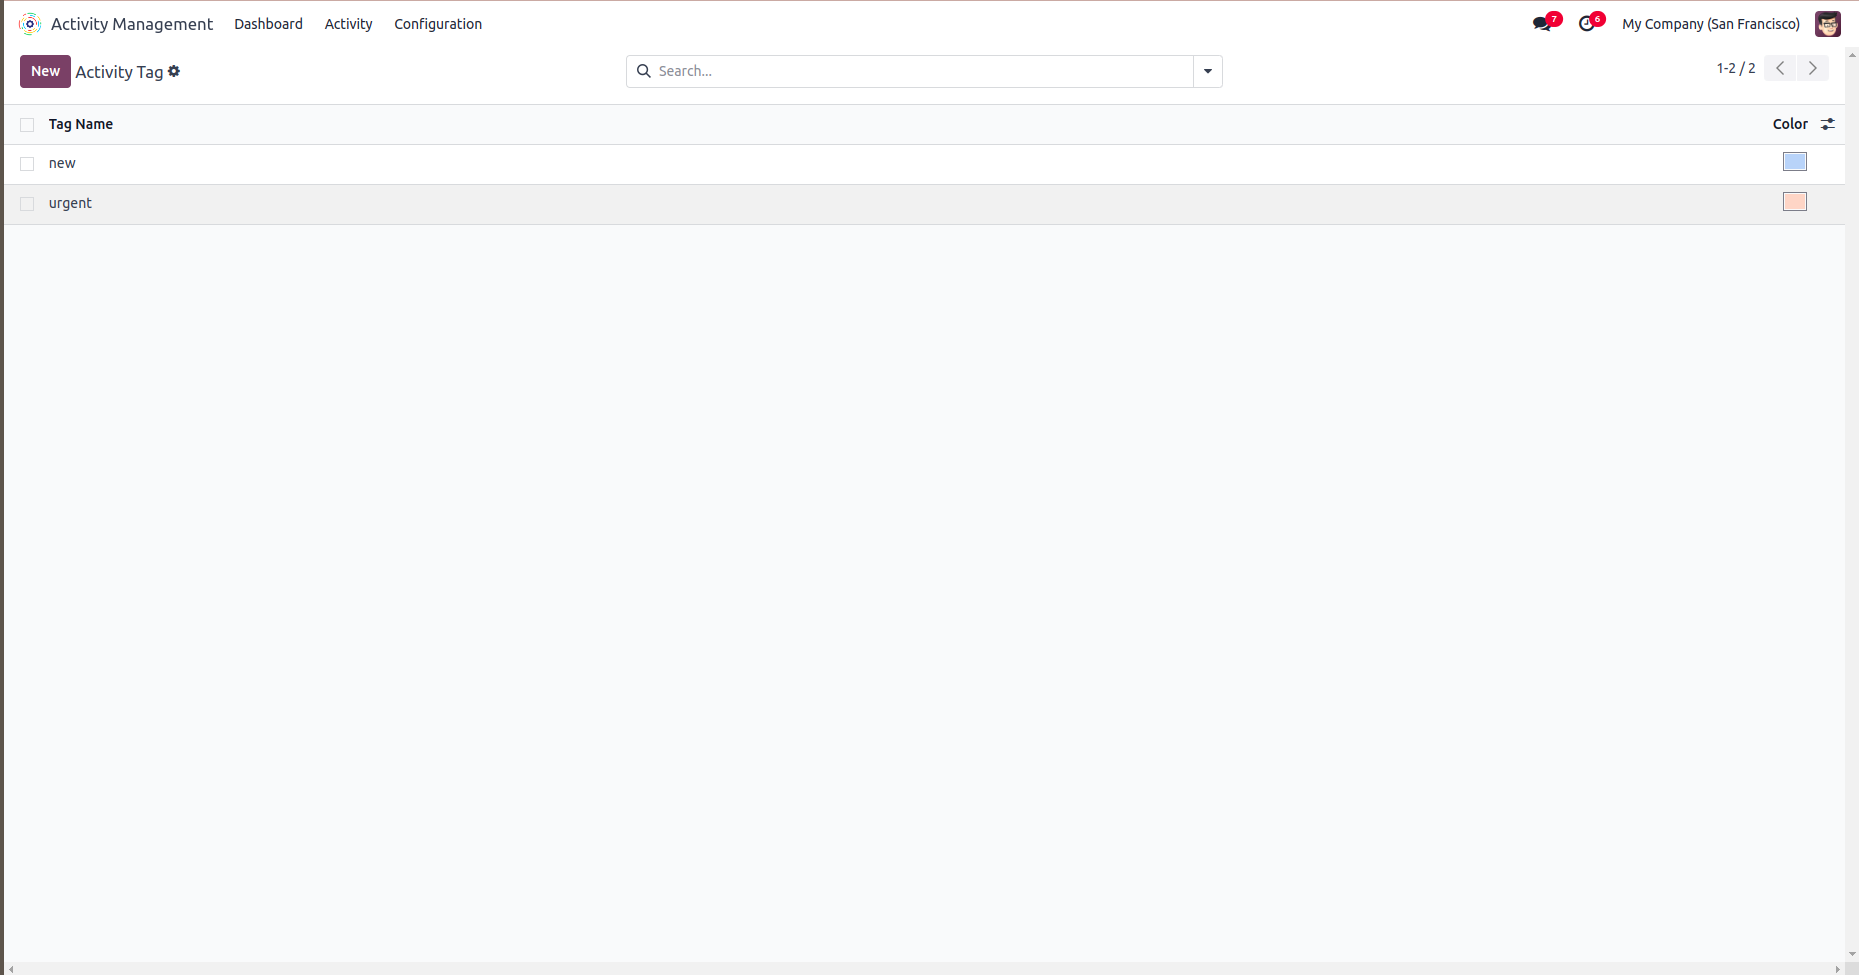 Activity Management Dashboard Activity Configuration 7 6 My Company (San Francisco)
New Activity Tag Search... 1-2 / 2
Tag Name Color
new
urgent